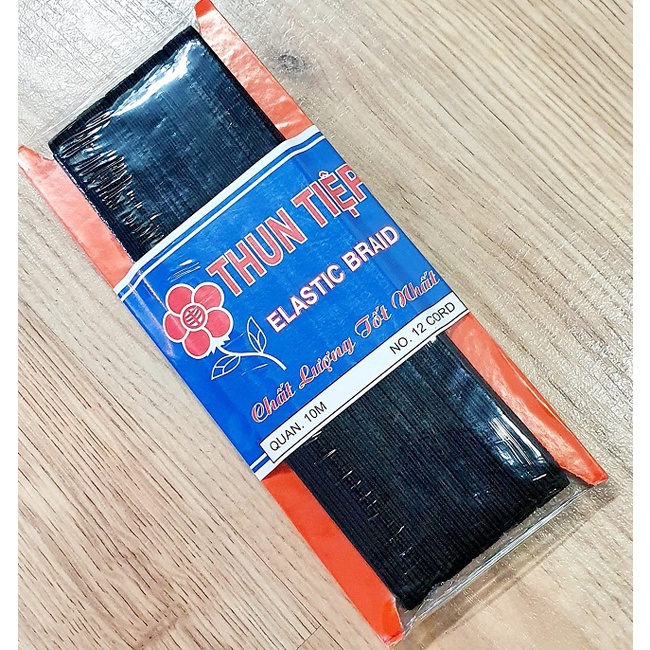 THUN TIỆP
ELASTIC BRAID
Chất Lượng Tốt Nhất
QUAN. 10M NO. 12 CORD